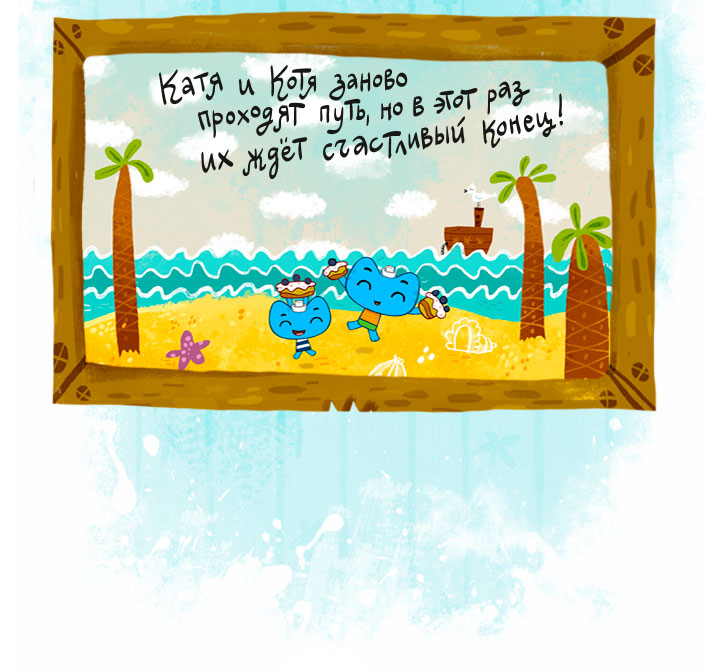 Катя и Котя заново
проходят путь, но в этот раз
их ждёт счастливый конец!